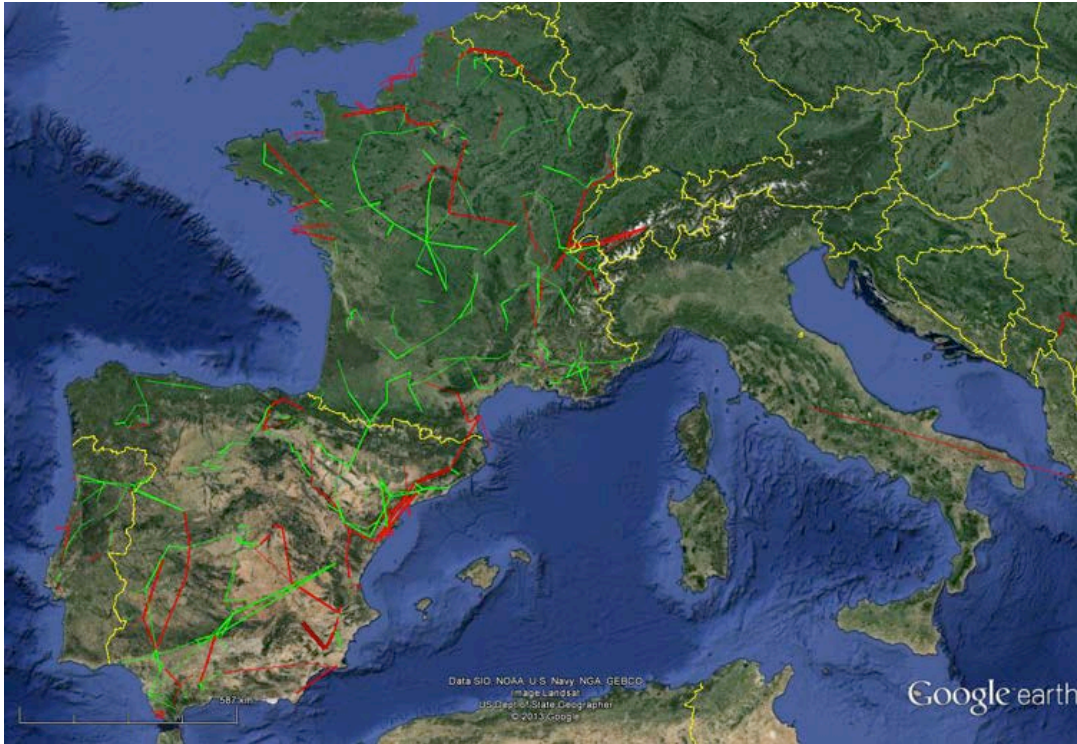 587 km
Data SIO, NOAA, U.S. Navy, NGA, GEBCO
Image Landsat
US Dept of State Geographer
© 2013 Google
Google earth